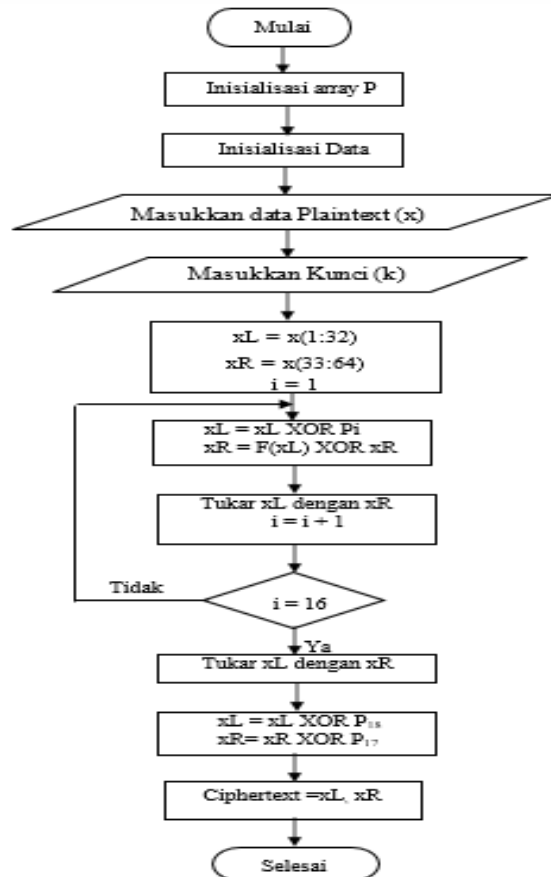 Mulai
Inisialisasi array P
Inisialisasi Data
Masukkan data Plaintext (x)
Masukkan Kunci (k)
xL = x(1:32)
xR = x(33:64)
i = 1
xL = xL XOR Pi
xR = F(xL) XOR xR
Tukar xL dengan xR
i = i + 1
Tidak
i = 16
Ya
Tukar xL dengan xR
xL = xL XOR P₁₈
xR= xR XOR P₁₇
Ciphertext =xL, xR
Selesai